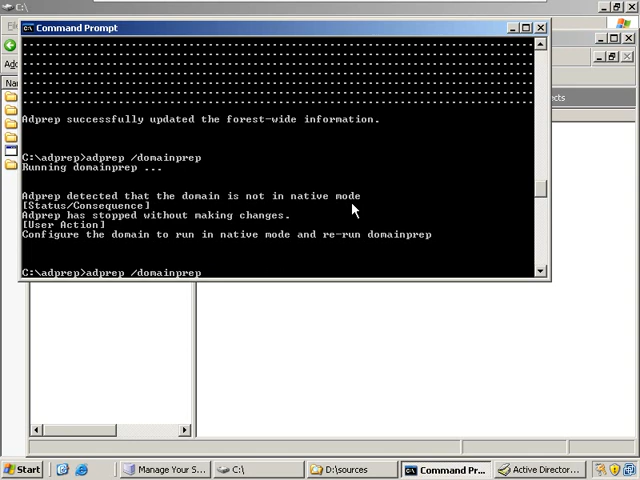 C:\
Command Prompt
Ado
Nan
ects
Adprep successfully updated the forest-wide information.
C:\adprep>adprep /domainprep
Running domainprep ...
Adprep detected that the domain is not in native mode
[Status/Consequence]
Adprep has stopped without making changes.
[User Action]
Configure the domain to run in native mode and re-run domainprep
C:\adprep>adprep /domainprep
Start
Manage Your S...
C:\
D:\sources
Command Pr...
Active Director...